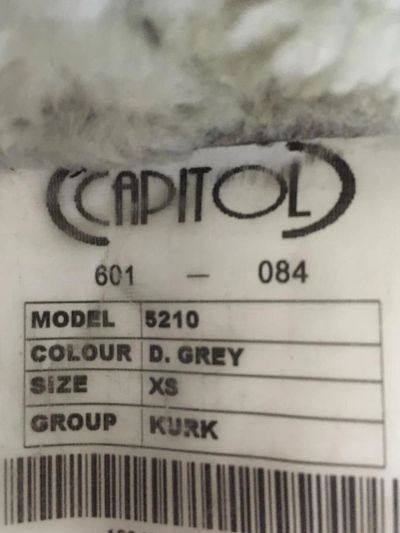 CAPITOL
601 — 084
MODEL 5210
COLOUR D. GREY
SIZE XS
GROUP KURK